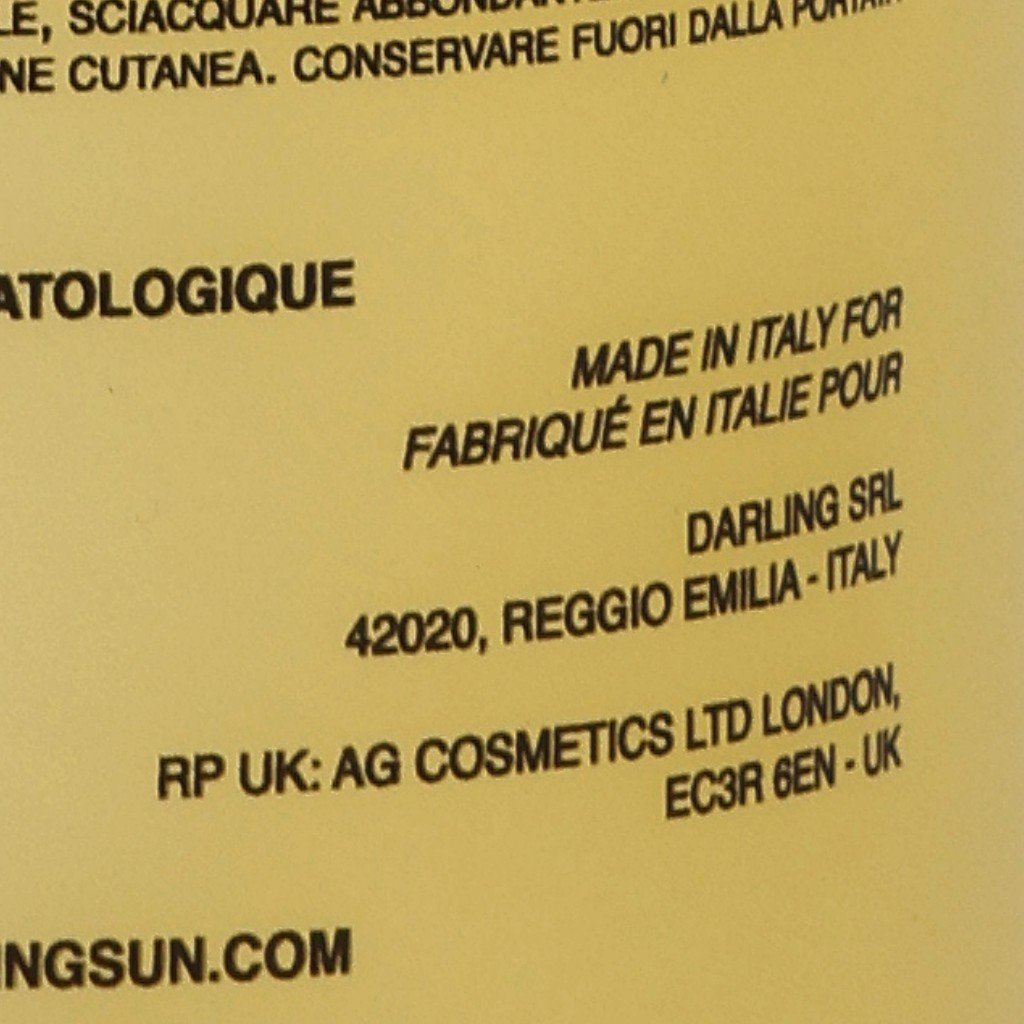 LE, SCIACQUARE
NE CUTANEA. CONSERVARE FUORI DALLA
ATOLOGIQUE
MADE IN ITALY FOR
FABRIQUÉ EN ITALIE POUR
DARLING SRL
42020, REGGIO EMILIA - ITALY
RP UK: AG COSMETICS LTD LONDON,
EC3R 6EN - UK
INGSUN.COM